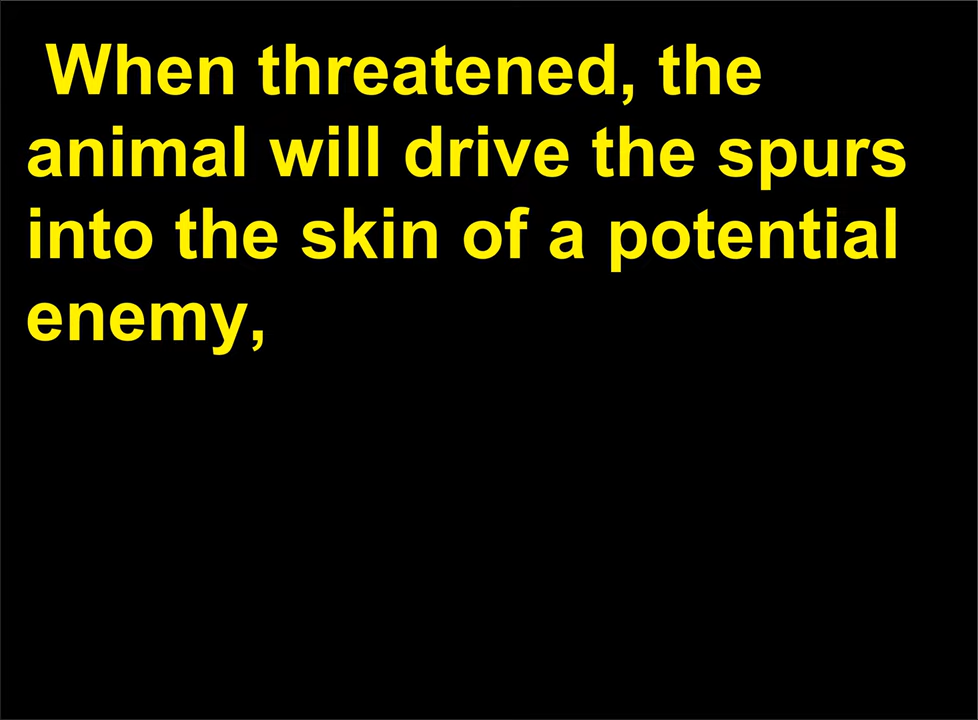 When threatened, the
animal will drive the spurs
into the skin of a potential
enemy,